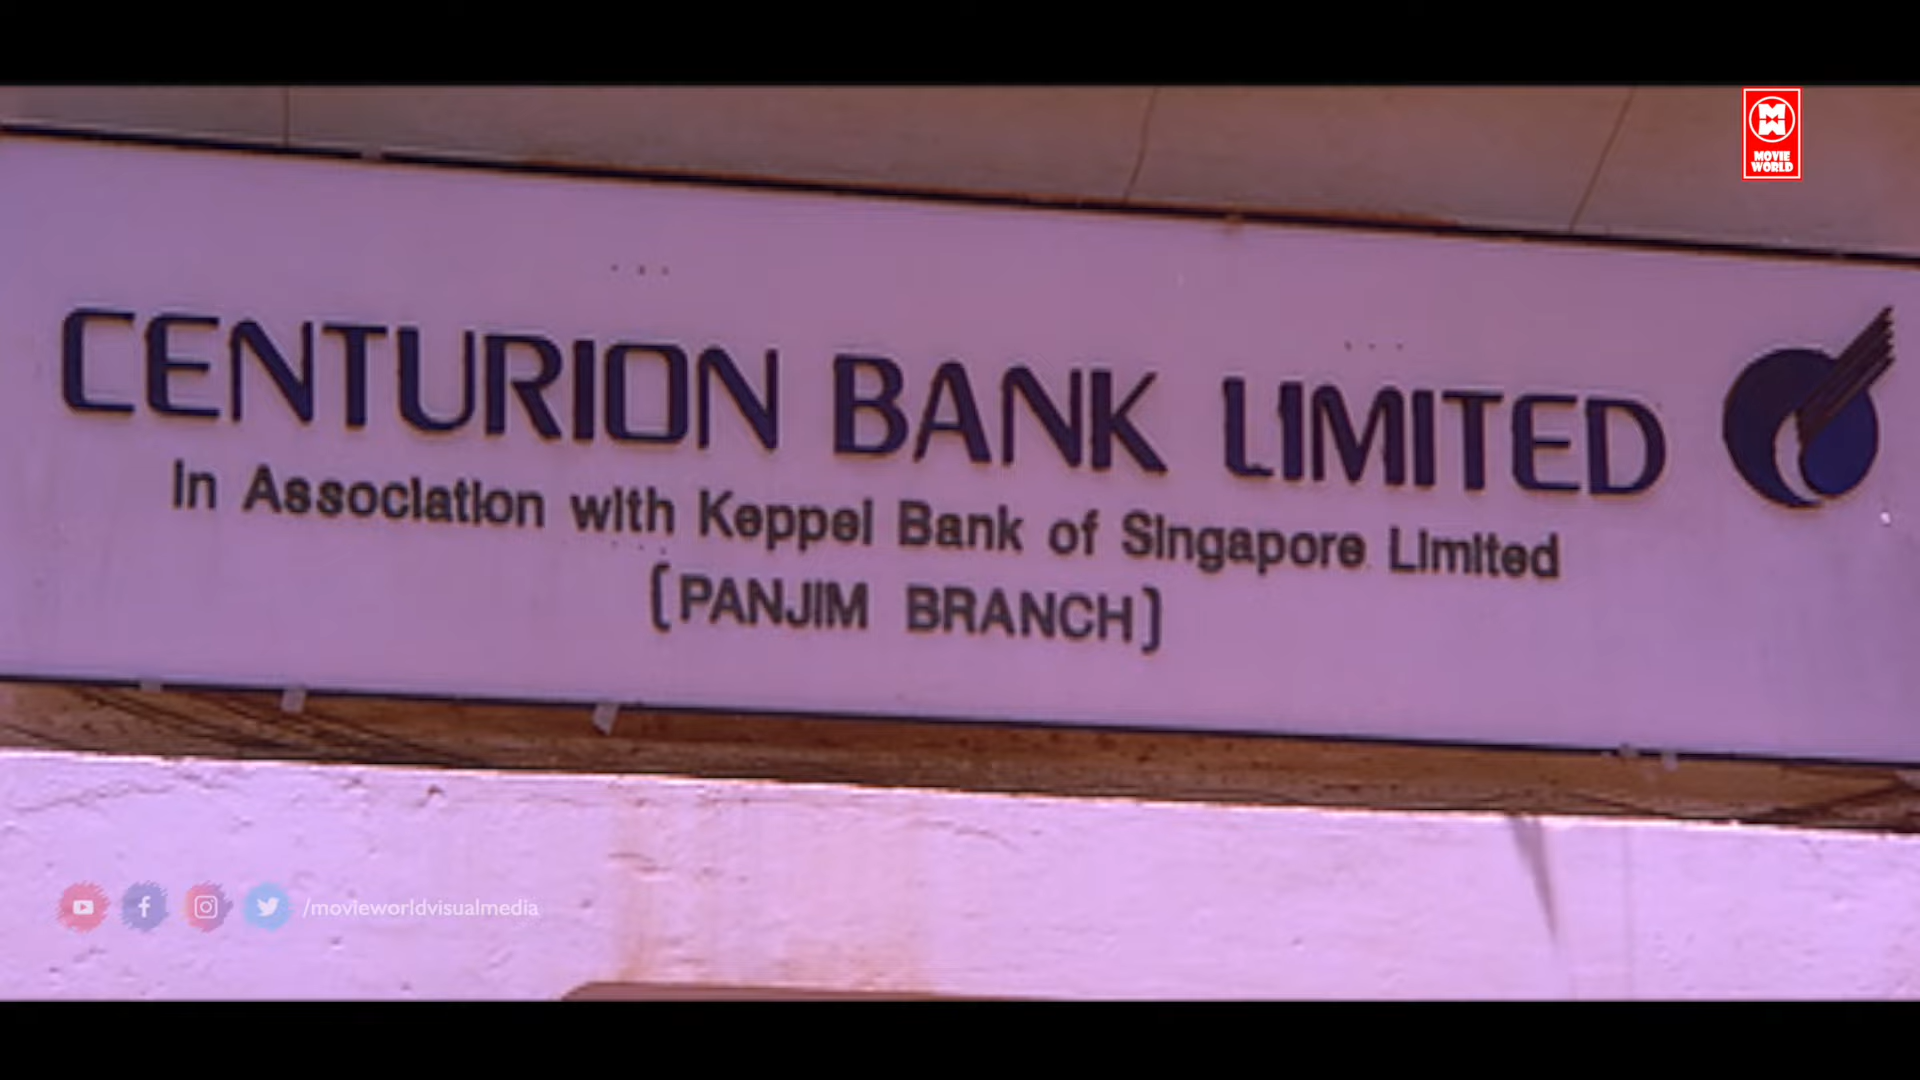 MOVIE
WORLD
CENTURION BANK LIMITED
In Association with Keppel Bank of Singapore Limited
(PANJIM BRANCH)
/movieworldvisualmedia